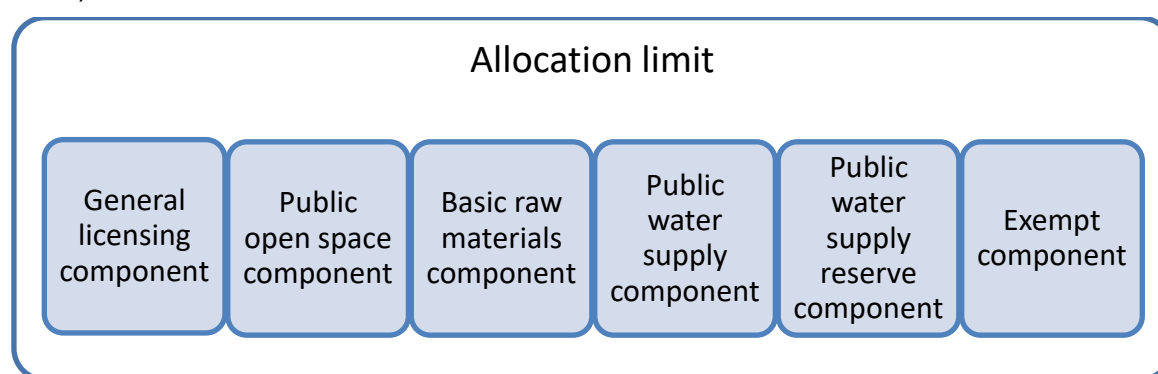 Allocation limit
General
licensing
component
Public
open space
component
Basic raw
materials
component
Public
water
supply
component
Public
water
supply
reserve
component
Exempt
component